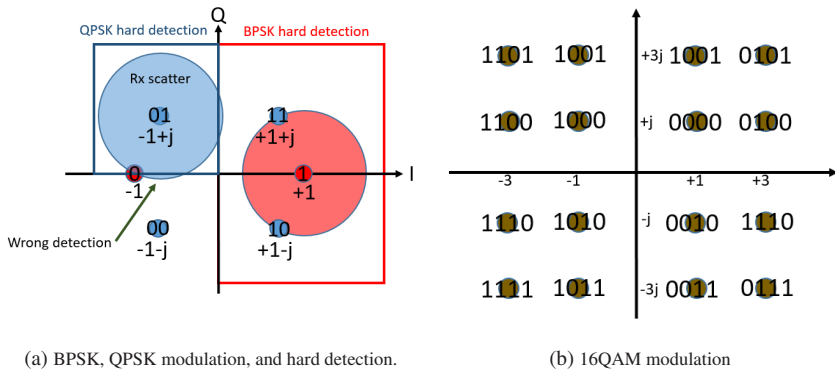 Q
QPSK hard detection
BPSK hard detection
Rx scatter
01
-1+j
11
+1+j
I
0
-1
1
+1
Wrong detection
00
-1-j
10
+1-j
(a) BPSK, QPSK modulation, and hard detection.
1101 1001 +3j 1001 0101
1100 1000 +j 0000 0100
-3 -1 +1 +3
1110 1010 -j 0010 1110
1111 1011 -3j 0011 0111
(b) 16QAM modulation